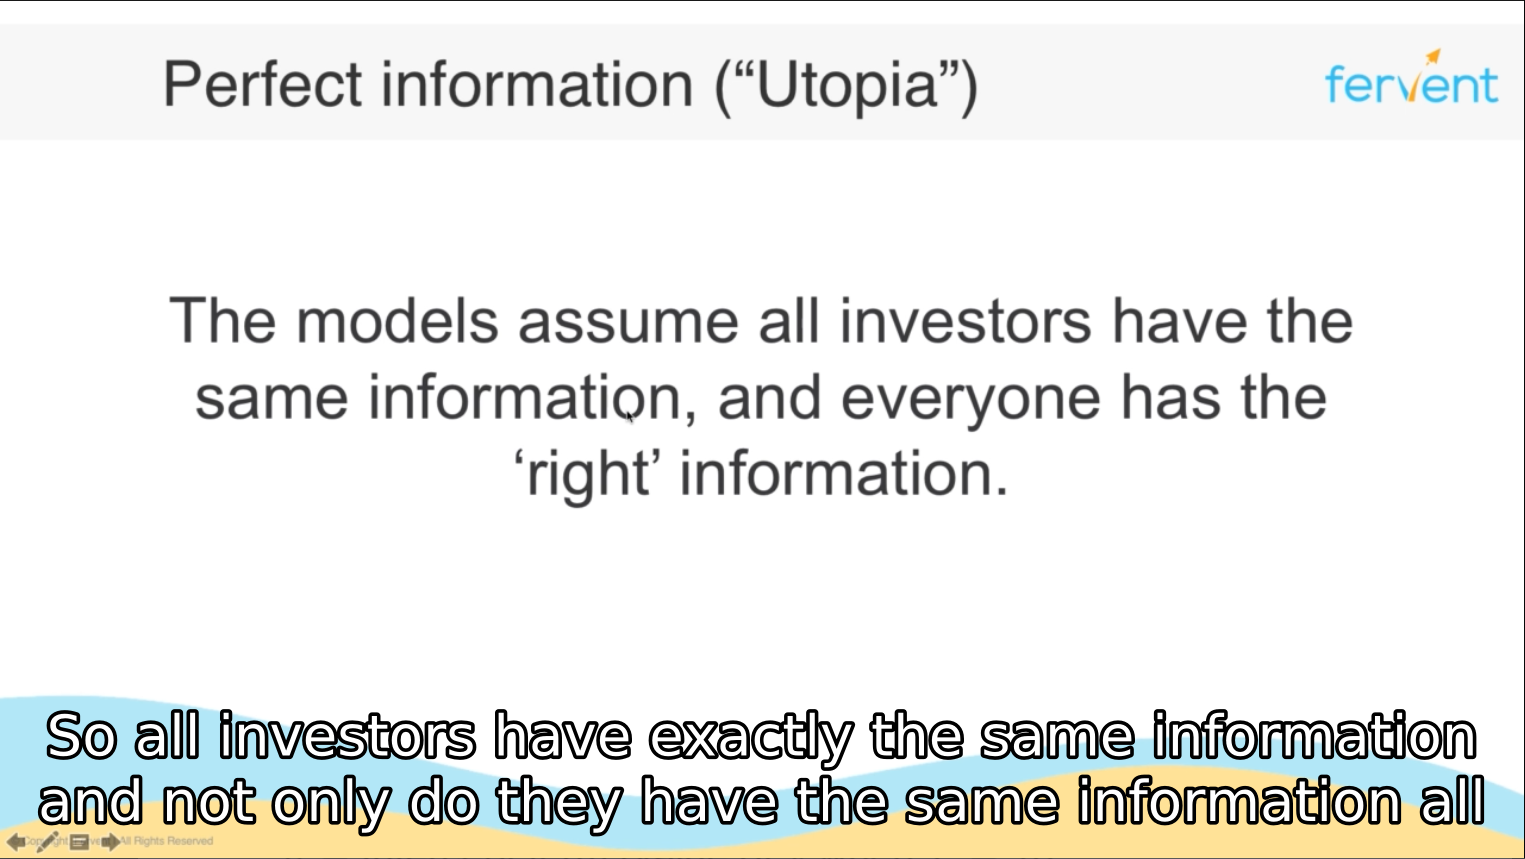 Perfect information (“Utopia”)
fervent
The models assume all investors have the
same information, and everyone has the
‘right’ information.
So all investors have exactly the same information
and not only do they have the same information all
All Rights Reserved